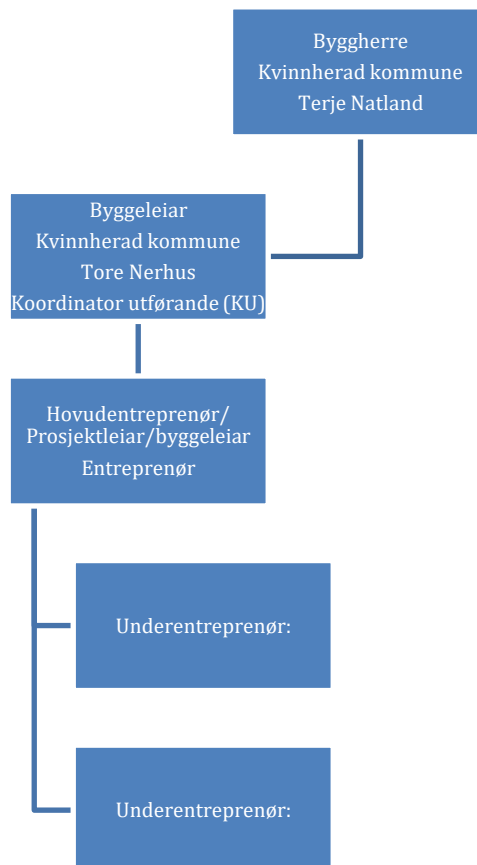 Byggherre
Kvinnherad kommune
Terje Natland
Byggeleiar
Kvinnherad kommune
Tore Nerhus
Koordinator utførande (KU)
Hovudentreprenør/
Prosjektleiar/byggeleiar
Entreprenør
Underentreprenør:
Underentreprenør: